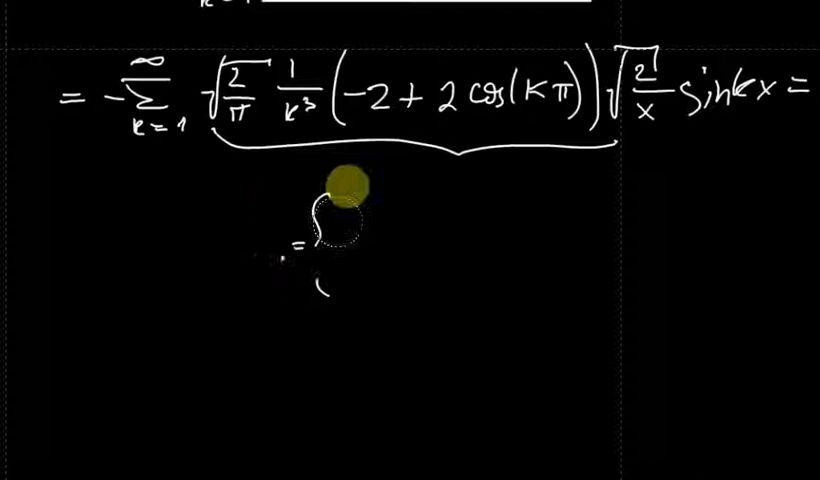 = -∑_{k=1}^{∞} √(2/π) 1/k³ (-2 + 2 cos(kπ)) √(2/x) sin kx =
= {